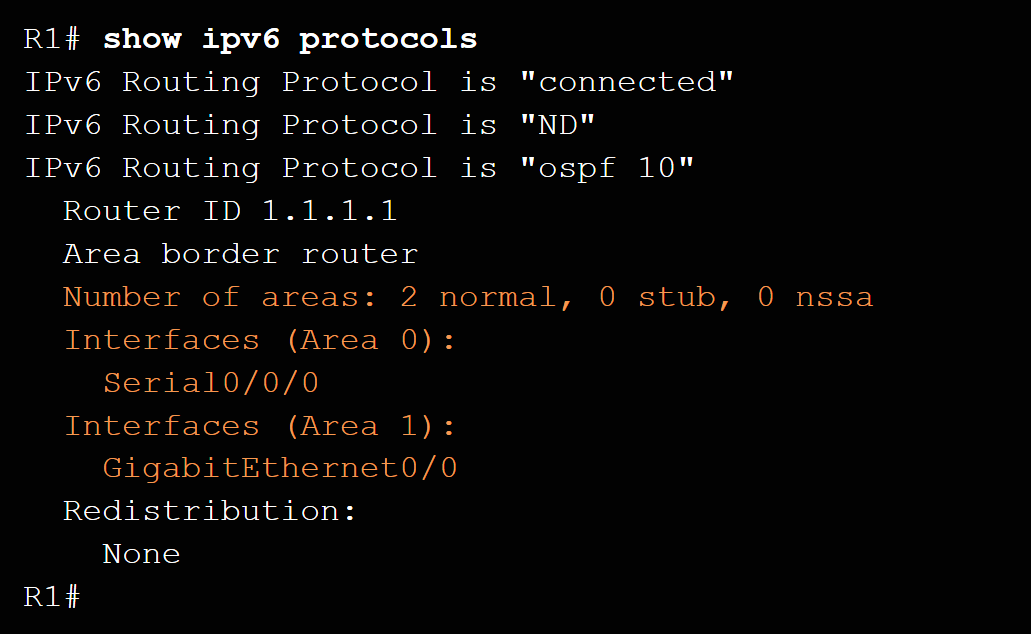 R1# show ipv6 protocols
IPv6 Routing Protocol is "connected"
IPv6 Routing Protocol is "ND"
IPv6 Routing Protocol is "ospf 10"
  Router ID 1.1.1.1
  Area border router
  Number of areas: 2 normal, 0 stub, 0 nssa
  Interfaces (Area 0):
    Serial0/0/0
  Interfaces (Area 1):
    GigabitEthernet0/0
  Redistribution:
    None
R1#